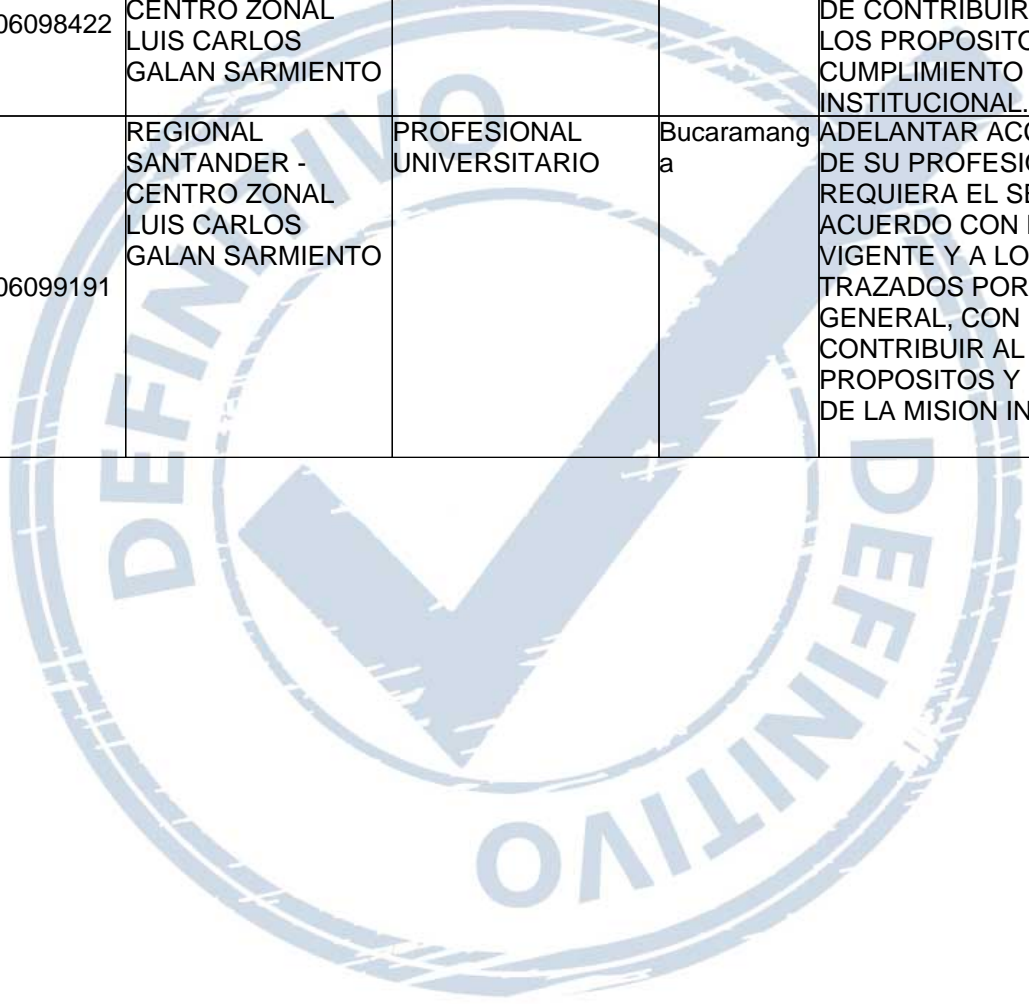 06098422
CENTRO ZONAL
LUIS CARLOS
GALAN SARMIENTO
DE CONTRIBUIR
LOS PROPOSITO
CUMPLIMIENTO
INSTITUCIONAL.
06099191
REGIONAL
SANTANDER -
CENTRO ZONAL
LUIS CARLOS
GALAN SARMIENTO
PROFESIONAL
UNIVERSITARIO
Bucaramang
a
ADELANTAR ACC
DE SU PROFESI
REQUIERA EL SE
ACUERDO CON
VIGENTE Y A LO
TRAZADOS POR
GENERAL, CON
CONTRIBUIR AL
PROPOSITOS Y
DE LA MISION IN
DEFINITIVO
DEFINITIVO